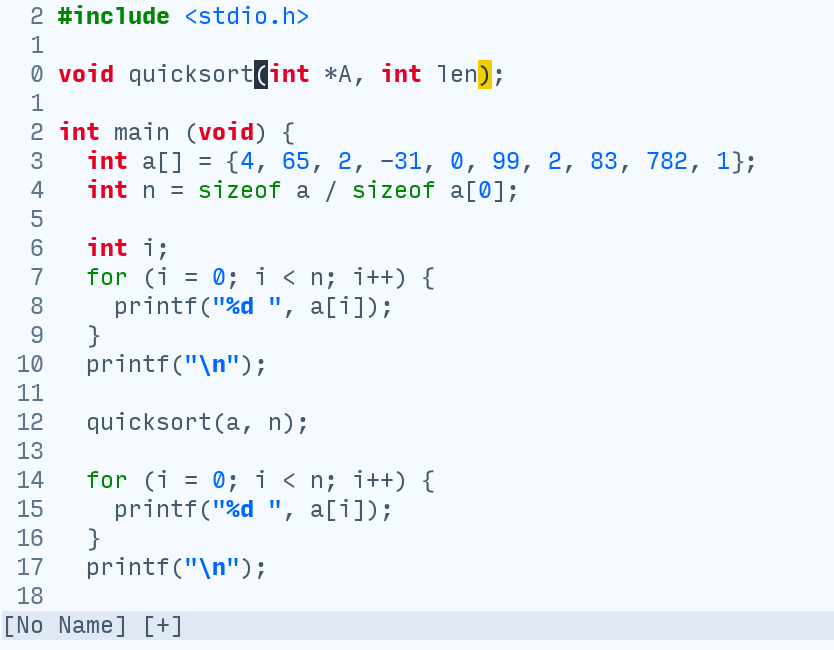 2 #include <stdio.h>
1
0 void quicksort(int *A, int len);
1
2 int main (void) {
3   int a[] = {4, 65, 2, -31, 0, 99, 2, 83, 782, 1};
4   int n = sizeof a / sizeof a[0];
5
6   int i;
7   for (i = 0; i < n; i++) {
8     printf("%d ", a[i]);
9   }
10   printf("\n");
11
12   quicksort(a, n);
13
14   for (i = 0; i < n; i++) {
15     printf("%d ", a[i]);
16   }
17   printf("\n");
18
[No Name] [+]